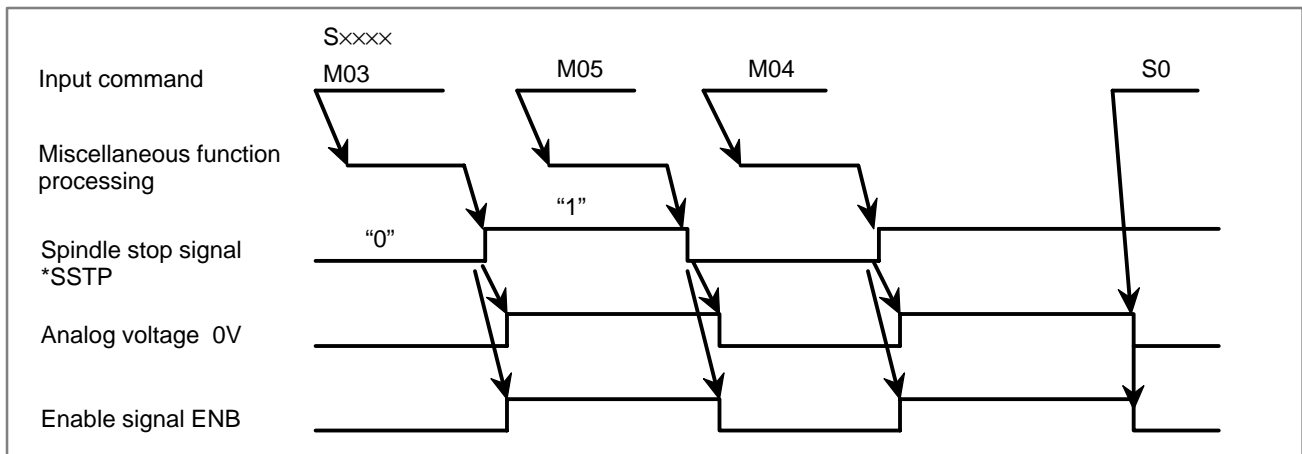 S××××
Input command
M03
M05
M04
S0
Miscellaneous function
processing
“1”
“0”
Spindle stop signal
*SSTP
Analog voltage 0V
Enable signal ENB